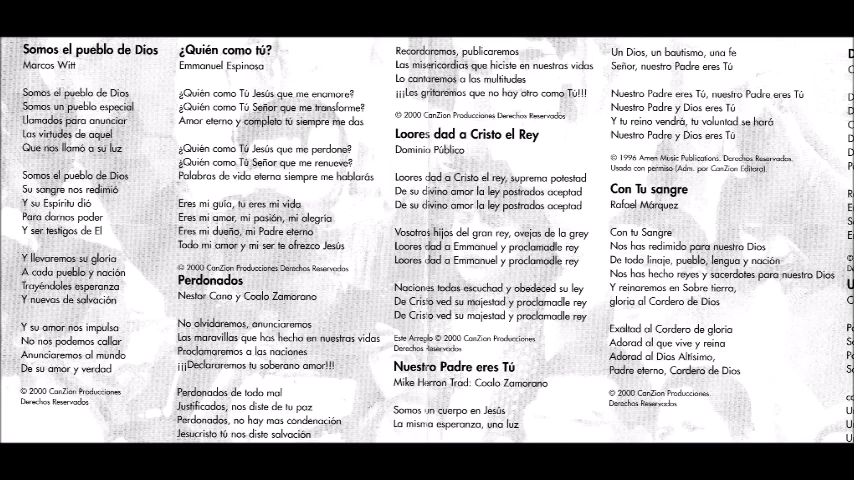 Somos el pueblo de Dios
Marcos Witt
Somos el pueblo de Dios
Somos un pueblo especial
Llamados para anunciar
Las virtudes de aquel
Que nos llamó a su luz
Somos el pueblo de Dios
Su sangre nos redimió
Y su Espíritu dió
Para darnos poder
Y ser testigos de El
Y llevaremos su gloria
A cada pueblo y nación
Trayéndoles esperanza
Y nuevas de salvación
Y su amor nos impulsa
No nos podemos callar
Anunciaremos al mundo
De su amor y verdad
© 2000 CanZion Producciones
Derechos Reservados
¿Quién como tú?
Emmanuel Espinosa
¿Quién como Tú Jesús que me enamore?
¿Quién como Tú Señor que me transforme?
Amor eterno y completo tú siempre me das
¿Quién como Tú Jesús que me perdone?
¿Quién como Tú Señor que me renueve?
Palabras de vida eterna siempre me hablarás
Eres mi guía, tu eres mi vida
Eres mi amor, mi pasión, mi alegria
Eres mi dueño, mi Padre eterno
Todo mi amor y mi ser te ofrezco Jesús
© 2000 CanZion Producciones Derechos Reservados
Perdonados
Nestor Cano y Coalo Zamorano
No olvidaremos, anunciaremos
Las maravillas que has hecho en nuestras vidas
Proclamaremos a las naciones
¡¡¡Declararemos tu soberano amor!!!
Perdonados de todo mal
Justificados, nos diste de tu paz
Perdonados, no hay mas condenación
Jesucristo tú nos diste salvación
Recordaremos, publicaremos
Las misericordias que hiciste en nuestras vidas
Lo cantaremos a las multitudes
¡¡¡Les gritaremos que no hay otro como Tú!!!
© 2000 CanZion Producciones Derechos Reservados
Loores dad a Cristo el Rey
Dominio Público
Loores dad a Cristo el rey, suprema potestad
De su divino amor la ley postrados aceptad
De su divino amor la ley postrados aceptad
Vosotros hijos del gran rey, ovejas de la grey
Loores dad a Emmanuel y proclamadle rey
Loores dad a Emmanuel y proclamadle rey
Naciones todas escuchad y obedeced su ley
De Cristo ved su majestad y proclamadle rey
De Cristo ved su majestad y proclamadle rey
Este Arreglo © 2000 CanZion Producciones
Derechos Reservados
Nuestro Padre eres Tú
Mike Herron Trad: Coalo Zamorano
Somos un cuerpo en Jesús
La misma esperanza, una luz
Un Dios, un bautismo, una fe
Señor, nuestro Padre eres Tú
Nuestro Padre eres Tú, nuestro Padre eres Tú
Nuestro Padre y Dios eres Tú
Y tu reino vendrá, tu voluntad se hará
Nuestro Padre y Dios eres Tú
© 1996 Amen Music Publications. Derechos Reservados.
Usada con permiso (Adm. por CanZion Editora).
Con Tu sangre
Rafael Márquez
Con tu Sangre
Nos has redimido para nuestro Dios
De todo linaje, pueblo, lengua y nación
Nos has hecho reyes y sacerdotes para nuestro Dios
Y reinaremos en Sobre tierra,
gloria al Cordero de Dios
Exaltad al Cordero de gloria
Adorad al que vive y reina
Adorad al Dios Altísimo,
Padre eterno, Cordero de Dios
© 2000 CanZion Producciones
Derechos Reservados